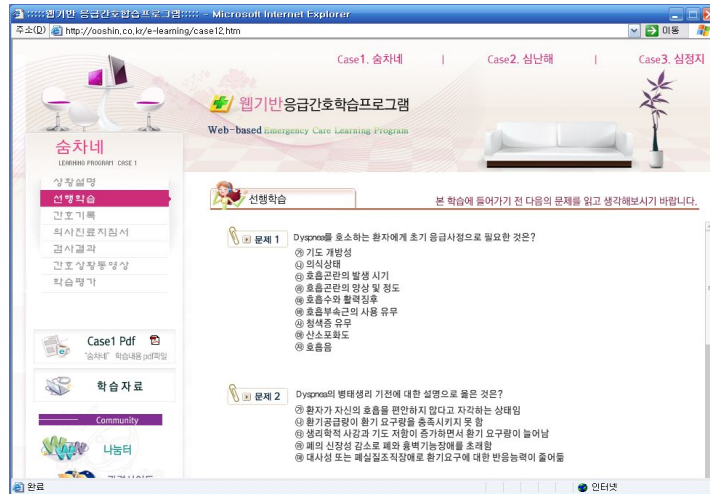 :::::웹기반 응급간호학습프로그램::::: - Microsoft Internet Explorer
주소(D) http://ooshin.co.kr/e-learning/case12.htm 이동
Case1. 숨차네 | Case2. 심난해 | Case3. 심정지
웹기반응급간호학습프로그램
Web-based Emergency Care Learning Program
숨차네
LEARNING PROGRAM CASE 1
상황설명
선행학습
간호기록
의사진료지침서
검사결과
간호상황동영상
학습평가
선행학습
본 학습에 들어가기 전 다음의 문제를 읽고 생각해보시기 바랍니다.
문제 1 Dyspnea를 호소하는 환자에게 초기 응급사정으로 필요한 것은?
㉮ 기도 개방성
㉯ 의식상태
㉰ 호흡곤란의 발생 시기
㉱ 호흡곤란의 양상 및 정도
㉲ 호흡수와 활력징후
㉳ 호흡부속근의 사용 유무
㉴ 청색증 유무
㉵ 산소포화도
㉶ 호흡음
Case1 Pdf
"숨차네" 학습내용 pdf파일
학습자료
문제 2 Dyspnea의 병태생리 기전에 대한 설명으로 옳은 것은?
㉮ 환자가 자신의 호흡을 편안하지 않다고 자각하는 상태임
㉯ 환기공급량이 환기 요구량을 충족시키지 못 함
㉰ 생리학적 사강과 기도 저항이 증가하면서 환기 요구량이 늘어남
㉱ 폐의 신장성 감소로 폐와 흉벽기능장애를 초래함
㉲ 대사성 또는 폐실질조직장애로 환기요구에 대한 반응능력이 줄어듦
Community
나눔터
완료
인터넷